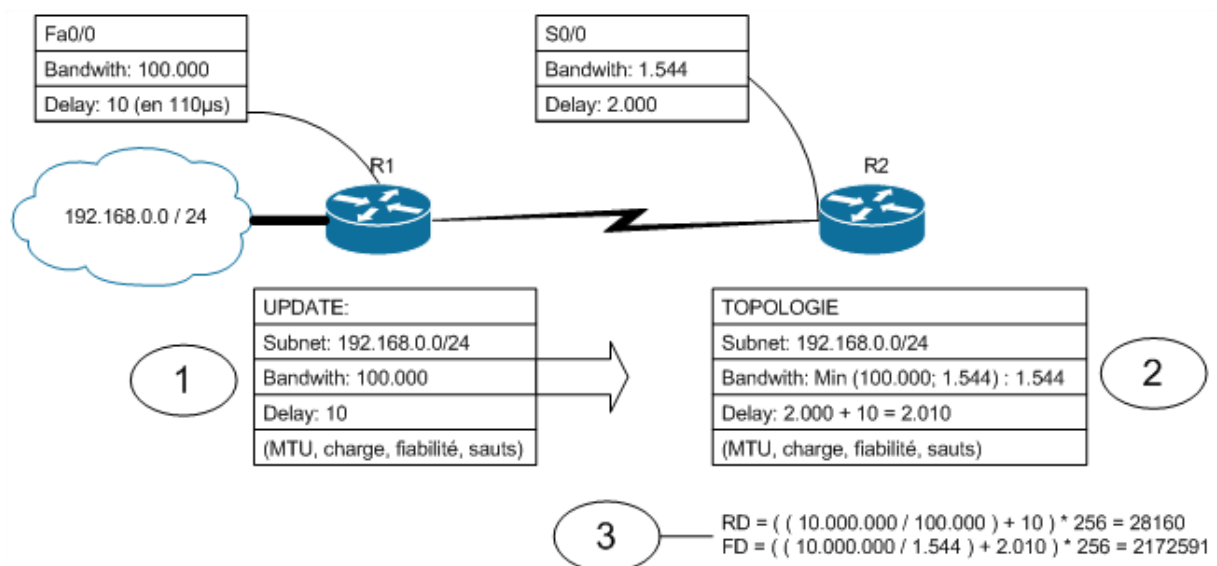 Fa0/0
Bandwith: 100.000
Delay: 10 (en 110µs)
S0/0
Bandwith: 1.544
Delay: 2.000
R1
R2
192.168.0.0 / 24
1
UPDATE:
Subnet: 192.168.0.0/24
Bandwith: 100.000
Delay: 10
(MTU, charge, fiabilité, sauts)
TOPOLOGIE
Subnet: 192.168.0.0/24
Bandwith: Min (100.000; 1.544) : 1.544
Delay: 2.000 + 10 = 2.010
(MTU, charge, fiabilité, sauts)
2
3
RD = ( ( 10.000.000 / 100.000 ) + 10 ) * 256 = 28160
FD = ( ( 10.000.000 / 1.544 ) + 2.010 ) * 256 = 2172591